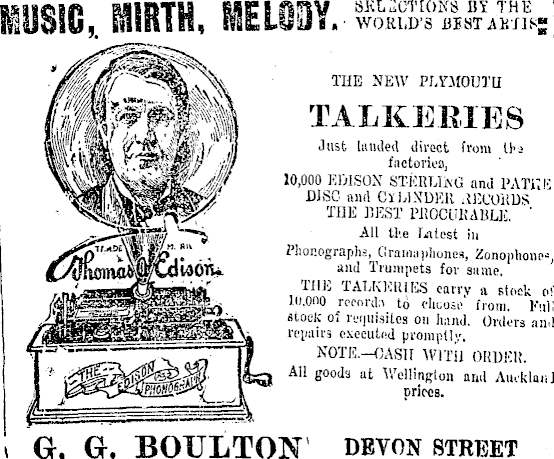 MUSIC, MIRTH, MELODY.
SELECTIONS BY THE
WORLD'S BEST ARTIS
TRADE
Thomas A Edison
THE EDISON
PHONOGRAPH
THE NEW PLYMOUTH
TALKERIES
Just landed direct from the
factories,
10,000 EDISON STERLING and PATHE
DISC and CYLINDER RECORDS
THE BEST PROCURABLE.
All the Latest in
Phonographs, Gramaphones, Zonophones,
and Trumpets for same.
THE TALKERIES carry a stock of
10,000 records to choose from. Full
stock of requisites on hand. Orders and
repairs executed promptly.
NOTE.—CASH WITH ORDER.
All goods at Wellington and Auckland
prices.
G. G. BOULTON DEVON STREET